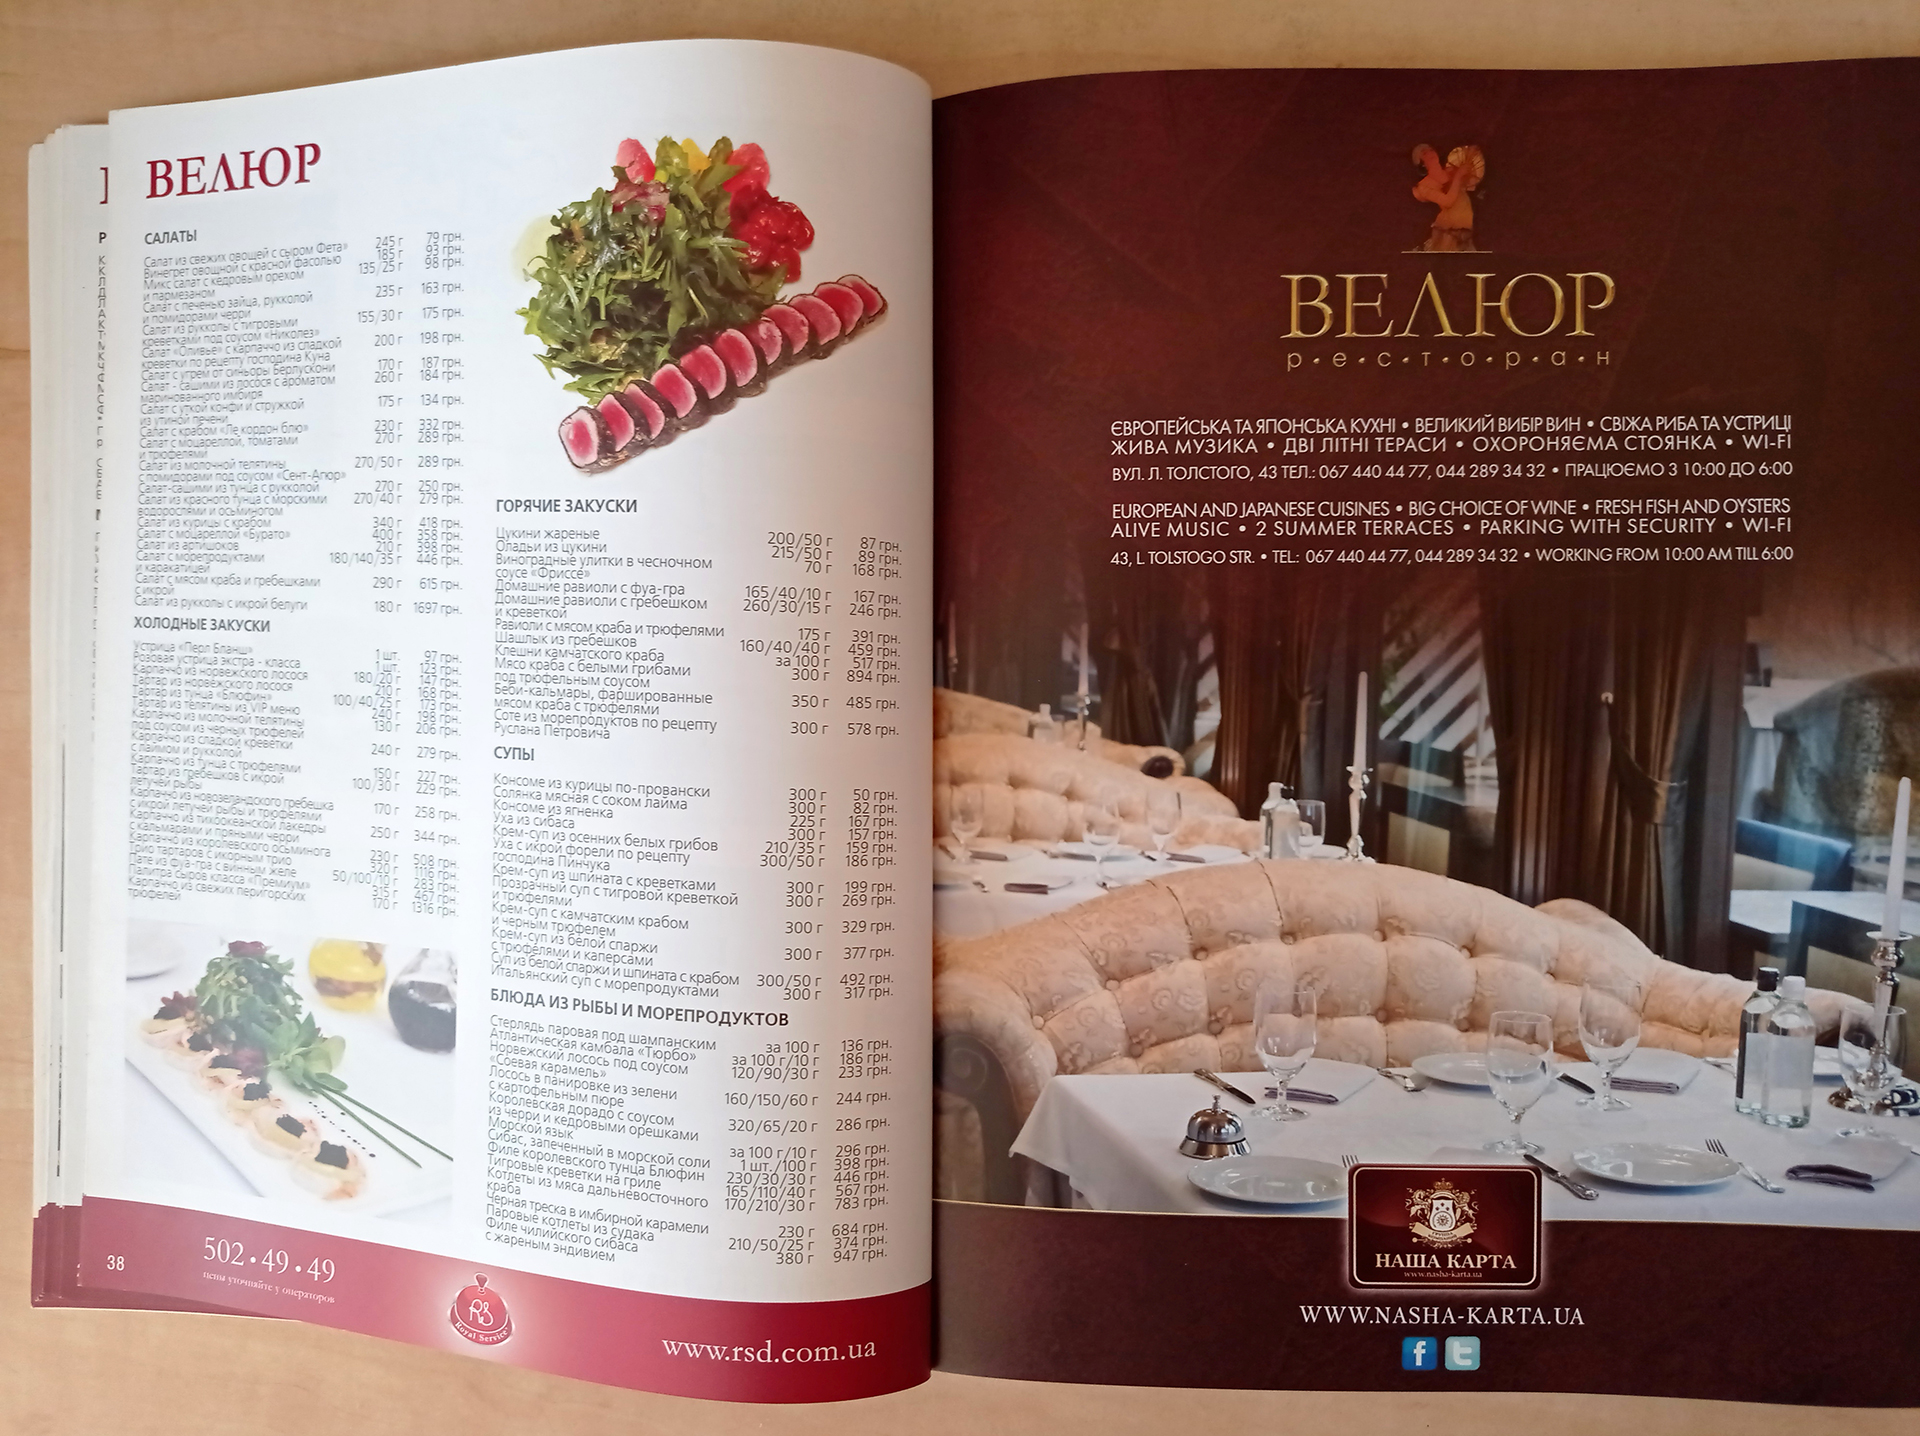 ВЕЛЮР
САЛАТЫ
Салат из свежих овощей с сыром Фета» 245 г 79 грн.
Винегрет овощной с красной фасолью 185 г 93 грн.
Микс салат с кедровым орехом 135/25 г 98 грн.
и пармезаном
Салат с печенью зайца, рукколой 235 г 163 грн.
и помидорами черри
Салат из рукколы с тигровыми 155/30 г 175 грн.
креветками под соусом «Николез»
Салат «Оливье» с карпаччо из сладкой 200 г 198 грн.
креветки по рецепту господина Куна
Салат с угрем от синьоры Берлускони 170 г 187 грн.
Салат - сашими из лосося с ароматом 260 г 184 грн.
маринованного имбиря
Салат с уткой конфи и стружкой 175 г 134 грн.
из утиной печени
Салат с крабом «Ле кордон блю» 230 г 332 грн.
Салат с моцареллой, томатами 270 г 289 грн.
и трюфелями
Салат из молочной телятины 270/50 г 289 грн.
с помидорами под соусом «Сент-Агюр»
Салат-сашими из тунца с рукколой 270 г 250 грн.
Салат из красного тунца с морскими 270/40 г 279 грн.
водорослями и осьминогом
Салат из курицы с крабом 340 г 418 грн.
Салат с моцареллой «Бурато» 400 г 358 грн.
Салат из артишоков 210 г 398 грн.
Салат с морепродуктами 180/140/35 г 446 грн.
и каракатицей
Салат с мясом краба и гребешками 290 г 615 грн.
с икрой
Салат из рукколы с икрой белуги 180 г 1697 грн.
ХОЛОДНЫЕ ЗАКУСКИ
Устрица «Перл Бланш» 1 шт. 97 грн.
Розовая устрица экстра - класса 1 шт. 123 грн.
Карпаччо из норвежского лосося 180/20 г 147 грн.
Тартар из норвежского лосося 210 г 168 грн.
Тартар из тунца «Блюфин» 100/40/25 г 173 грн.
Тартар из телятины из VIP меню 240 г 198 грн.
Карпаччо из молочной телятины 130 г 206 грн.
под соусом из черных трюфелей
Карпаччо из сладкой креветки 240 г 279 грн.
с лаймом и рукколой
Карпаччо из тунца с трюфелями 150 г 227 грн.
Тартар из гребешков с икрой 100/30 г 229 грн.
летучей рыбы
Карпаччо из новозеландского гребешка 170 г 258 грн.
с икрой летучей рыбы и трюфелями
Карпаччо из тихоокеанской лакедры 250 г 344 грн.
с кальмарами и пряными черри
Карпаччо из королевского осьминога 230 г 508 грн.
Трио тартаров с икорным трио 320 г 1116 грн.
Пате из фуа-гра с винным желе 50/100/10 г 283 грн.
Палитра сыров класса «Премиум» 315 г 467 грн.
Карпаччо из свежих перигорских 170 г 1316 грн.
трюфелей
ГОРЯЧИЕ ЗАКУСКИ
Цукини жареные 200/50 г 87 грн.
Оладьи из цукини 215/50 г 89 грн.
Виноградные улитки в чесночном 70 г 168 грн.
соусе «Фриссе»
Домашние равиоли с фуа-гра 165/40/10 г 167 грн.
Домашние равиоли с гребешком 260/30/15 г 246 грн.
и креветкой
Равиоли с мясом краба и трюфелями 175 г 391 грн.
Шашлык из гребешков 160/40/40 г 459 грн.
Клешни камчатского краба за 100 г 517 грн.
Мясо краба с белыми грибами 300 г 894 грн.
под трюфельным соусом
Беби-кальмары, фаршированные 350 г 485 грн.
мясом краба с трюфелями
Соте из морепродуктов по рецепту 300 г 578 грн.
Руслана Петровича
СУПЫ
Консоме из курицы по-провански 300 г 50 грн.
Солянка мясная с соком лайма 300 г 82 грн.
Консоме из ягненка 225 г 167 грн.
Уха из сибаса 300 г 157 грн.
Крем-суп из осенних белых грибов 210/35 г 159 грн.
Уха с икрой форели по рецепту 300/50 г 186 грн.
господина Пинчука
Крем-суп из шпината с креветками 300 г 199 грн.
Прозрачный суп с тигровой креветкой 300 г 269 грн.
и трюфелями
Крем-суп с камчатским крабом 300 г 329 грн.
и черным трюфелем
Крем-суп из белой спаржи 300 г 377 грн.
с трюфелями и каперсами
Суп из белой спаржи и шпината с крабом 300/50 г 492 грн.
Итальянский суп с морепродуктами 300 г 317 грн.
БЛЮДА ИЗ РЫБЫ И МОРЕПРОДУКТОВ
Стерлядь паровая под шампанским за 100 г 136 грн.
Атлантическая камбала «Тюрбо» за 100 г/10 г 186 грн.
Норвежский лосось под соусом 120/90/30 г 233 грн.
«Соевая карамель»
Лосось в панировке из зелени 160/150/60 г 244 грн.
с картофельным пюре
Королевская дорадо с соусом 320/65/20 г 286 грн.
из черри и кедровыми орешками
Морской язык за 100 г/10 г 296 грн.
Сибас, запеченный в морской соли 1 шт./100 г 398 грн.
Филе королевского тунца Блюфин 230/30/30 г 446 грн.
Тигровые креветки на гриле 165/110/40 г 567 грн.
Котлеты из мяса дальневосточного 170/210/30 г 783 грн.
краба
Черная треска в имбирной карамели 230 г 684 грн.
Паровые котлеты из судака 210/50/25 г 374 грн.
Филе чилийского сибаса 380 г 947 грн.
с жареным эндивием
38
502•49•49
цены уточняйте у операторов
RS
Royal Service
www.rsd.com.ua
ВЕЛЮР
р•е•с•т•о•р•а•н
ЄВРОПЕЙСЬКА ТА ЯПОНСЬКА КУХНІ • ВЕЛИКИЙ ВИБІР ВИН • СВІЖА РИБА ТА УСТРИЦІ
ЖИВА МУЗИКА • ДВІ ЛІТНІ ТЕРАСИ • ОХОРОНЯЄМА СТОЯНКА • WI-FI
ВУЛ. Л. ТОЛСТОГО, 43 ТЕЛ.: 067 440 44 77, 044 289 34 32 • ПРАЦЮЄМО З 10:00 ДО 6:00
EUROPEAN AND JAPANESE CUISINES • BIG CHOICE OF WINE • FRESH FISH AND OYSTERS
ALIVE MUSIC • 2 SUMMER TERRACES • PARKING WITH SECURITY • WI-FI
43, L. TOLSTOGO STR. • TEL.: 067 440 44 77, 044 289 34 32 • WORKING FROM 10:00 AM TILL 6:00
НАША КАРТА
www.nasha-karta.ua
WWW.NASHA-KARTA.UA
f t